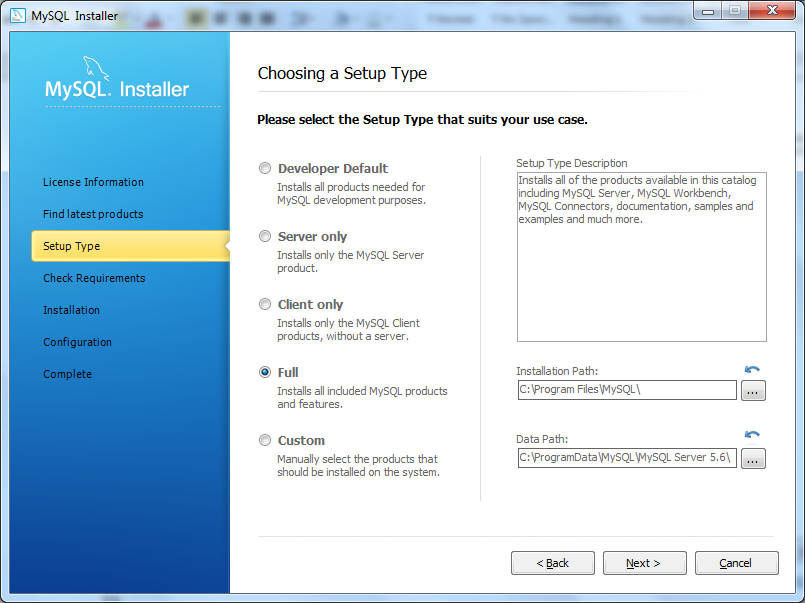 MySQL Installer
MySQL. Installer
License Information
Find latest products
Setup Type
Check Requirements
Installation
Configuration
Complete
Choosing a Setup Type
Please select the Setup Type that suits your use case.
Developer Default
Installs all products needed for
MySQL development purposes.
Server only
Installs only the MySQL Server
product.
Client only
Installs only the MySQL Client
products, without a server.
Full
Installs all included MySQL products
and features.
Custom
Manually select the products that
should be installed on the system.
Setup Type Description
Installs all of the products available in this catalog
including MySQL Server, MySQL Workbench,
MySQL Connectors, documentation, samples and
examples and much more.
Installation Path:
C:\Program Files\MySQL\
...
Data Path:
C:\ProgramData\MySQL\MySQL Server 5.6\
...
< Back
Next >
Cancel